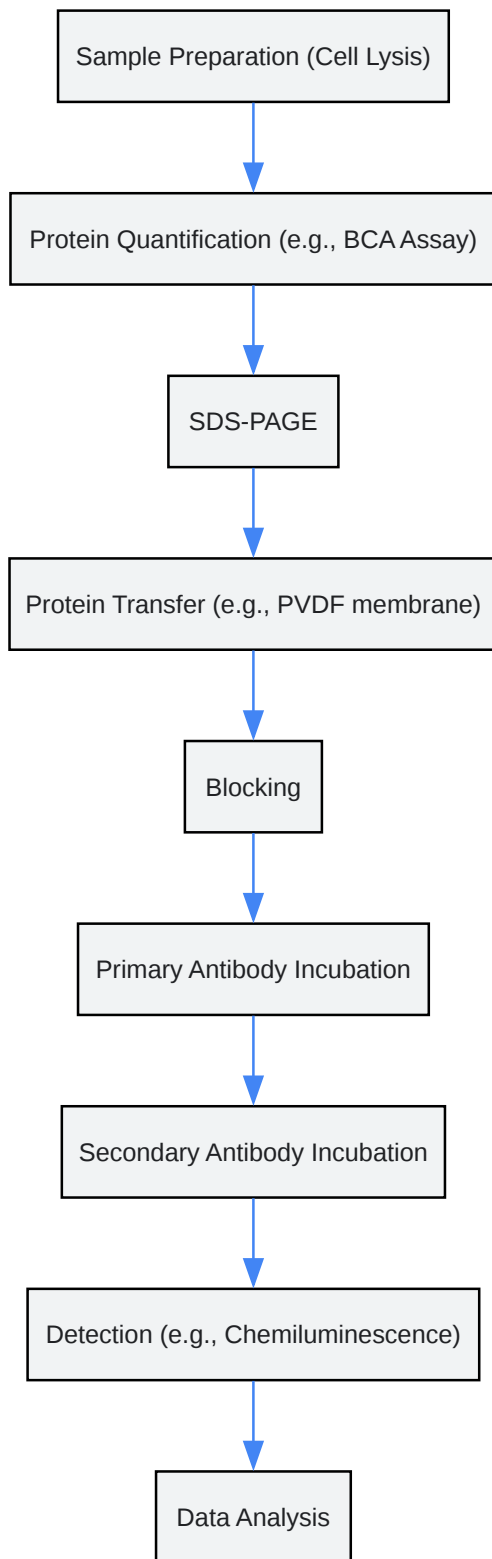 Sample Preparation (Cell Lysis)
Protein Quantification (e.g., BCA Assay)
SDS-PAGE
Protein Transfer (e.g., PVDF membrane)
Blocking
Primary Antibody Incubation
Secondary Antibody Incubation
Detection (e.g., Chemiluminescence)
Data Analysis